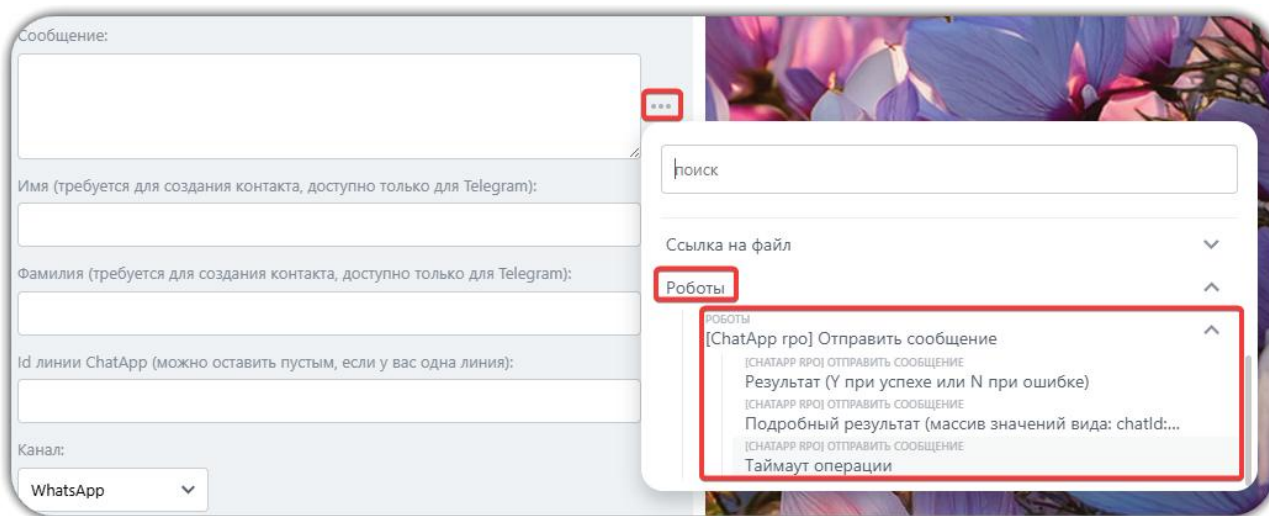 Сообщение:
Имя (требуется для создания контакта, доступно только для Telegram):
Фамилия (требуется для создания контакта, доступно только для Telegram):
Id линии ChatApp (можно оставить пустым, если у вас одна линия):
Канал:
WhatsApp
поиск
Ссылка на файл
Роботы
РОБОТЫ
[ChatApp rpo] Отправить сообщение
[CHATAPP RPO] ОТПРАВИТЬ СООБЩЕНИЕ
Результат (Y при успехе или N при ошибке)
[CHATAPP RPO] ОТПРАВИТЬ СООБЩЕНИЕ
Подробный результат (массив значений вида: chatId:...
[CHATAPP RPO] ОТПРАВИТЬ СООБЩЕНИЕ
Таймаут операции